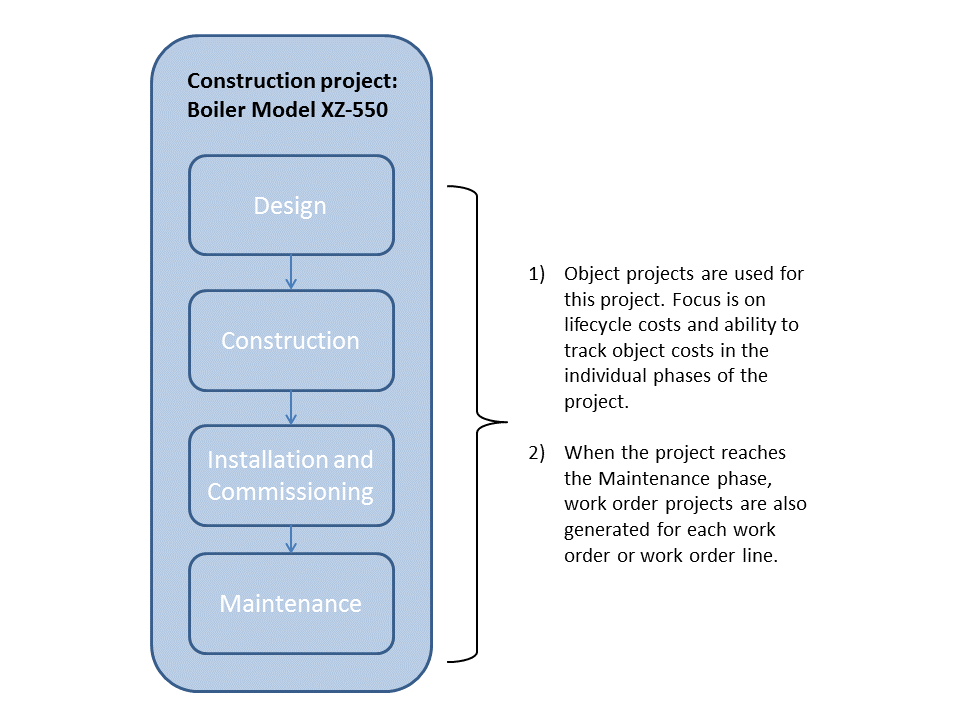 Construction project:
Boiler Model XZ-550
Design
Construction
Installation and
Commissioning
Maintenance
1) Object projects are used for
this project. Focus is on
lifecycle costs and ability to
track object costs in the
individual phases of the
project.
2) When the project reaches
the Maintenance phase,
work order projects are also
generated for each work
order or work order line.